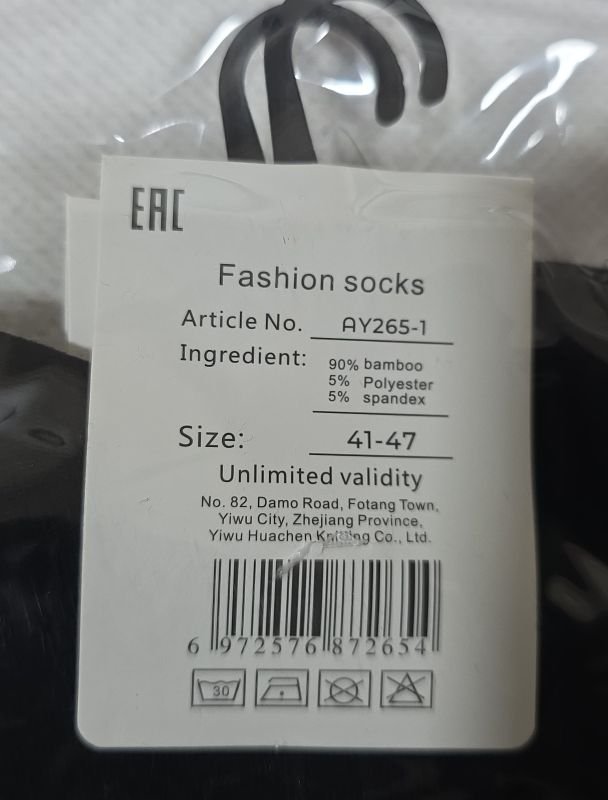 EAC
Fashion socks
Article No. AY265-1
Ingredient: 90% bamboo
5% Polyester
5% spandex
Size: 41-47
Unlimited validity
No. 82, Damo Road, Fotang Town,
Yiwu City, Zhejiang Province,
Yiwu Huachen Knitting Co., Ltd.
6 972576 872654
30